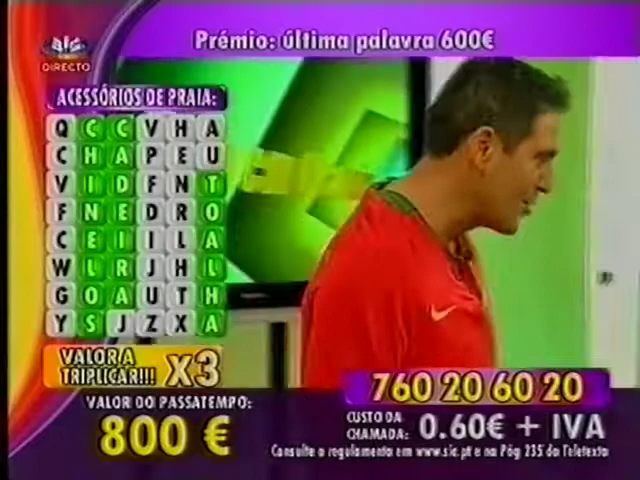 Prémio: última palavra 600€
SIC
DIRECTO
ACESSÓRIOS DE PRAIA:
Q C C V H A
C H A P E U
V I D F N T
F N E D R O
C E I I L A
W L R J H L
G O A U T H
Y S J Z X A
VALOR A
TRIPLICAR!!! X3
VALOR DO PASSATEMPO:
800 €
760 20 60 20
CUSTO DA
CHAMADA: 0.60€ + IVA
Consulte o regulamento em www.sic.pt e na Pág 235 do Teletexto